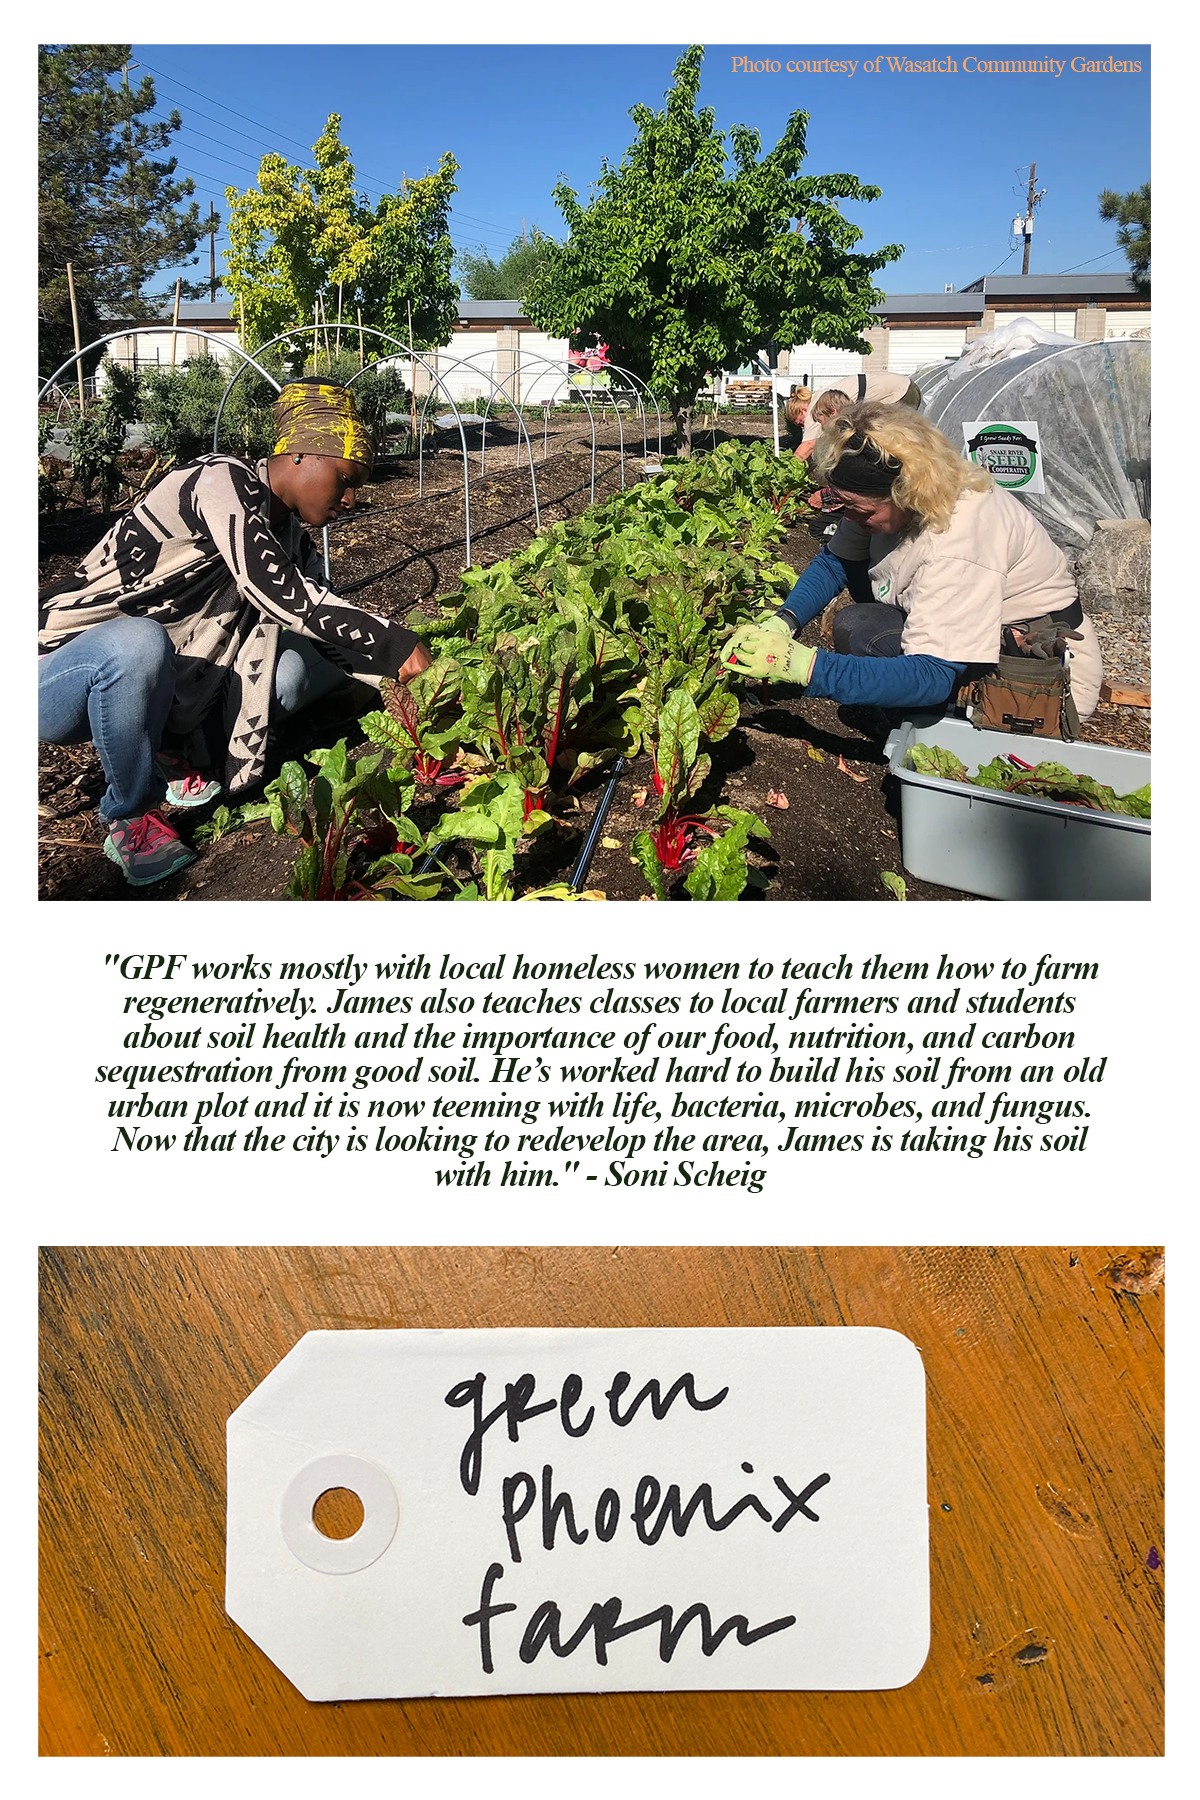 Photo courtesy of Wasatch Community Gardens
I Grow Seeds For:
SNAKE RIVER
SEED
COOPERATIVE
"GPF works mostly with local homeless women to teach them how to farm
regeneratively. James also teaches classes to local farmers and students
about soil health and the importance of our food, nutrition, and carbon
sequestration from good soil. He’s worked hard to build his soil from an old
urban plot and it is now teeming with life, bacteria, microbes, and fungus.
Now that the city is looking to redevelop the area, James is taking his soil
with him." - Soni Scheig
green
phoenix
farm